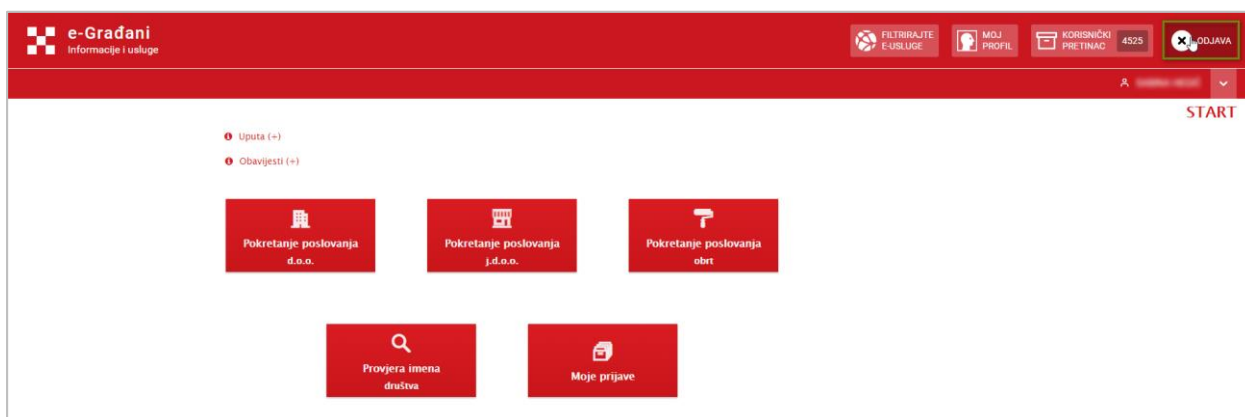 e-Građani
Informacije i usluge
FILTRIRAJTE
E-USLUGE
MOJ
PROFIL
KORISNIČKI
PRETINAC
4525
ODJAVA
START
Uputa (+)
Obavijesti (+)
Pokretanje poslovanja
d.o.o.
Pokretanje poslovanja
j.d.o.o.
Pokretanje poslovanja
obrt
Provjera imena
društva
Moje prijave